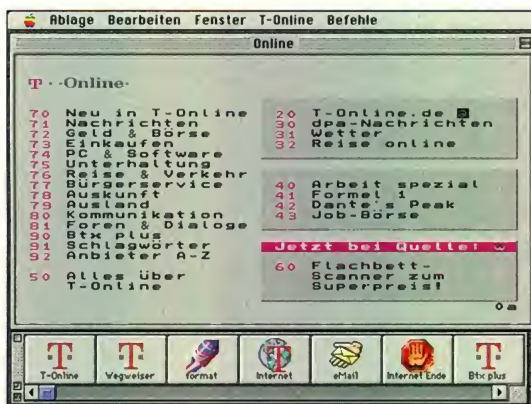 Ablage Bearbeiten Fenster T-Online Befehle
Online
T · · Online ·
70 Neu in T-Online
71 Nachrichten
72 Geld & Börse
73 Einkaufen
74 PC & Software
75 Unterhaltung
76 Reise & Verkehr
77 Bürgerservice
78 Auskunft
79 Ausland
80 Kommunikation
81 Foren & Dialoge
90 Btx plus
91 Schlagwörter
92 Anbieter A-Z
50 Alles über
T-Online
20 T-Online.de
30 dpa-Nachrichten
31 Wetter
32 Reise online
40 Arbeit spezial
41 Formel 1
42 Dante's Peak
43 Job-Börse
Jetzt bei Quelle!
60 Flachbett-
Scanner zum
Superpreis!
T T T T
T-Online Wegweiser format Internet eMail Internet Ende Btx plus